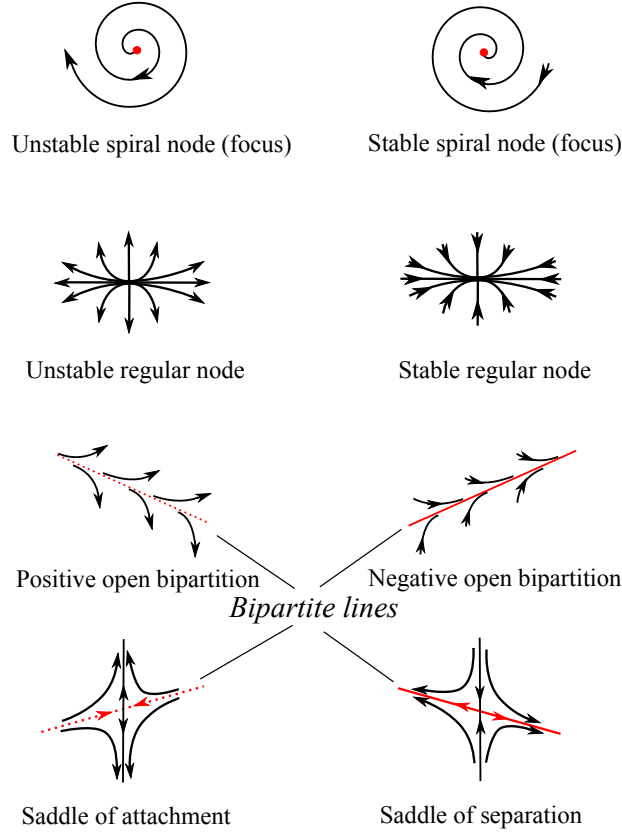 Unstable spiral node (focus)
Stable spiral node (focus)
Unstable regular node
Stable regular node
Positive open bipartition
Negative open bipartition
Bipartite lines
Saddle of attachment
Saddle of separation